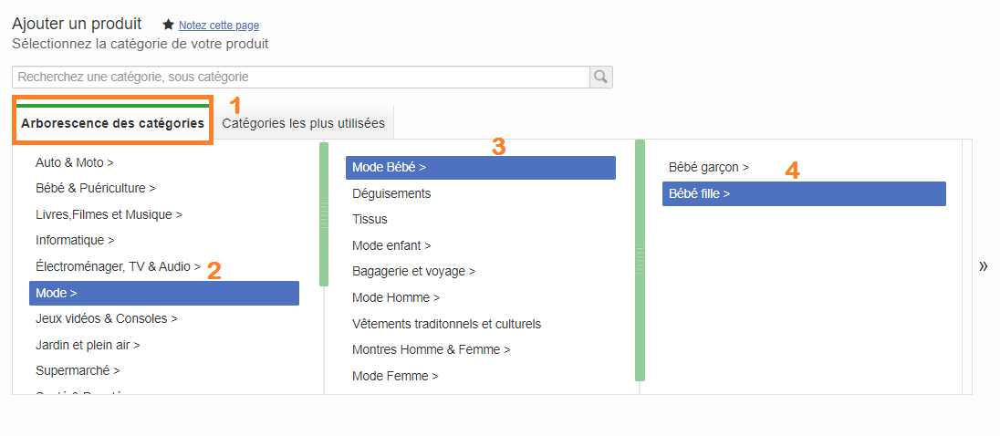 Ajouter un produit ★ Notez cette page
Sélectionnez la catégorie de votre produit
Recherchez une catégorie, sous catégorie
1
Arborescence des catégories
Catégories les plus utilisées
Auto & Moto >
Bébé & Puériculture >
Livres,Filmes et Musique >
Informatique >
Électroménager, TV & Audio >
2
Mode >
Jeux vidéos & Consoles >
Jardin et plein air >
Supermarché >
3
Mode Bébé >
Déguisements
Tissus
Mode enfant >
Bagagerie et voyage >
Mode Homme >
Vêtements traditonnels et culturels
Montres Homme & Femme >
Mode Femme >
Bébé garçon >
4
Bébé fille >
»